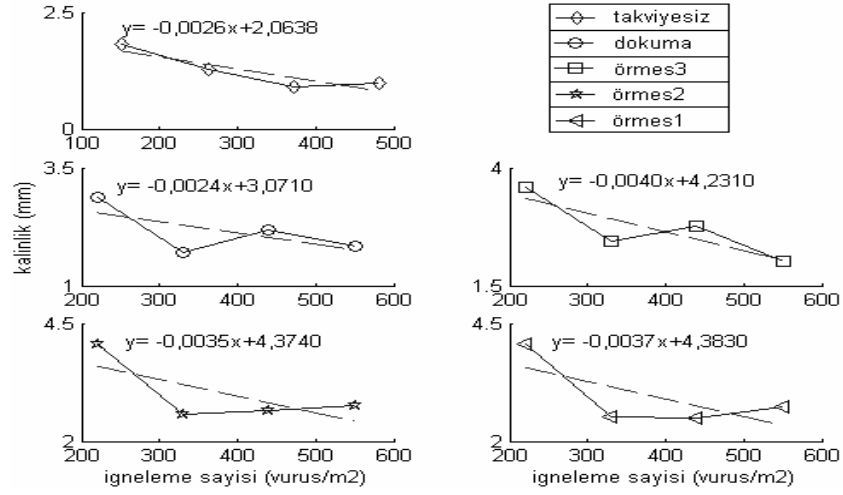 2.5
y= -0,0026x+2,0638
0
100 200 300 400 500
takviyesiz
dokuma
örmes3
örmes2
örmes1
kalinlik (mm)
3.5
y= -0,0024x+3,0710
1
200 300 400 500 600
4
y= -0,0040x+4,2310
1.5
200 300 400 500 600
4.5
y= -0,0035x+4,3740
2
200 300 400 500 600
igneleme sayisi (vurus/m2)
4.5
y= -0,0037x+4,3830
2
200 300 400 500 600
igneleme sayisi (vurus/m2)